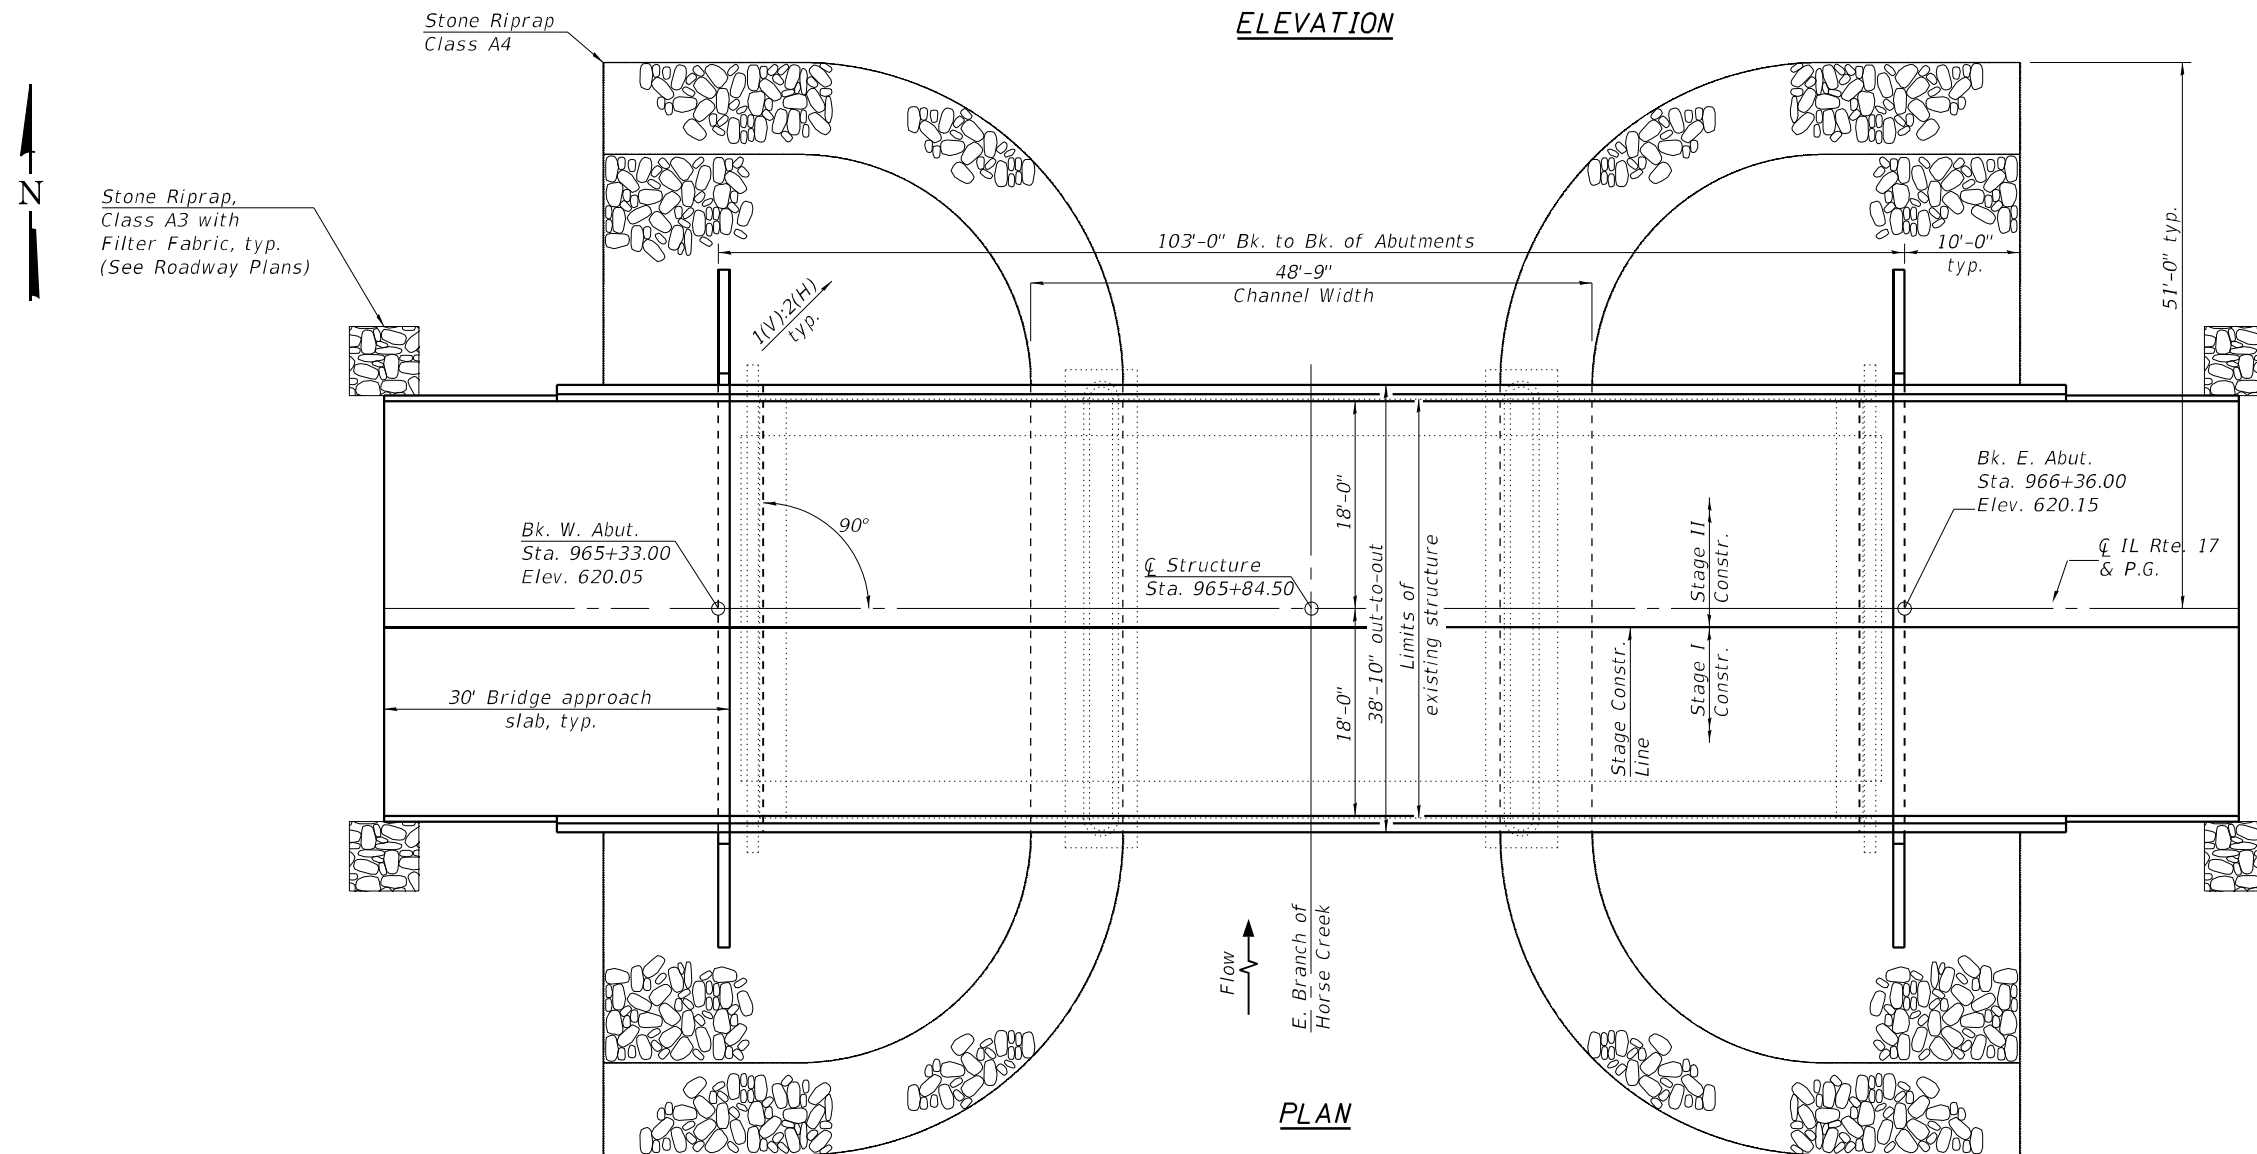 ELEVATION
Stone Riprap
Class A4
N
Stone Riprap,
Class A3 with
Filter Fabric, typ.
(See Roadway Plans)
103'-0" Bk. to Bk. of Abutments
10'-0"
typ.
51'-0" typ.
48'-9"
Channel Width
1(V):2(H)
typ.
Bk. W. Abut.
Sta. 965+33.00
Elev. 620.05
90°
℄ Structure
Sta. 965+84.50
18'-0"
18'-0"
38'-10" out-to-out
Limits of
existing structure
Stage II
Constr.
Stage I
Constr.
Stage Constr.
Line
Bk. E. Abut.
Sta. 966+36.00
Elev. 620.15
℄ IL Rte. 17
& P.G.
30' Bridge approach
slab, typ.
Flow
E. Branch of
Horse Creek
PLAN